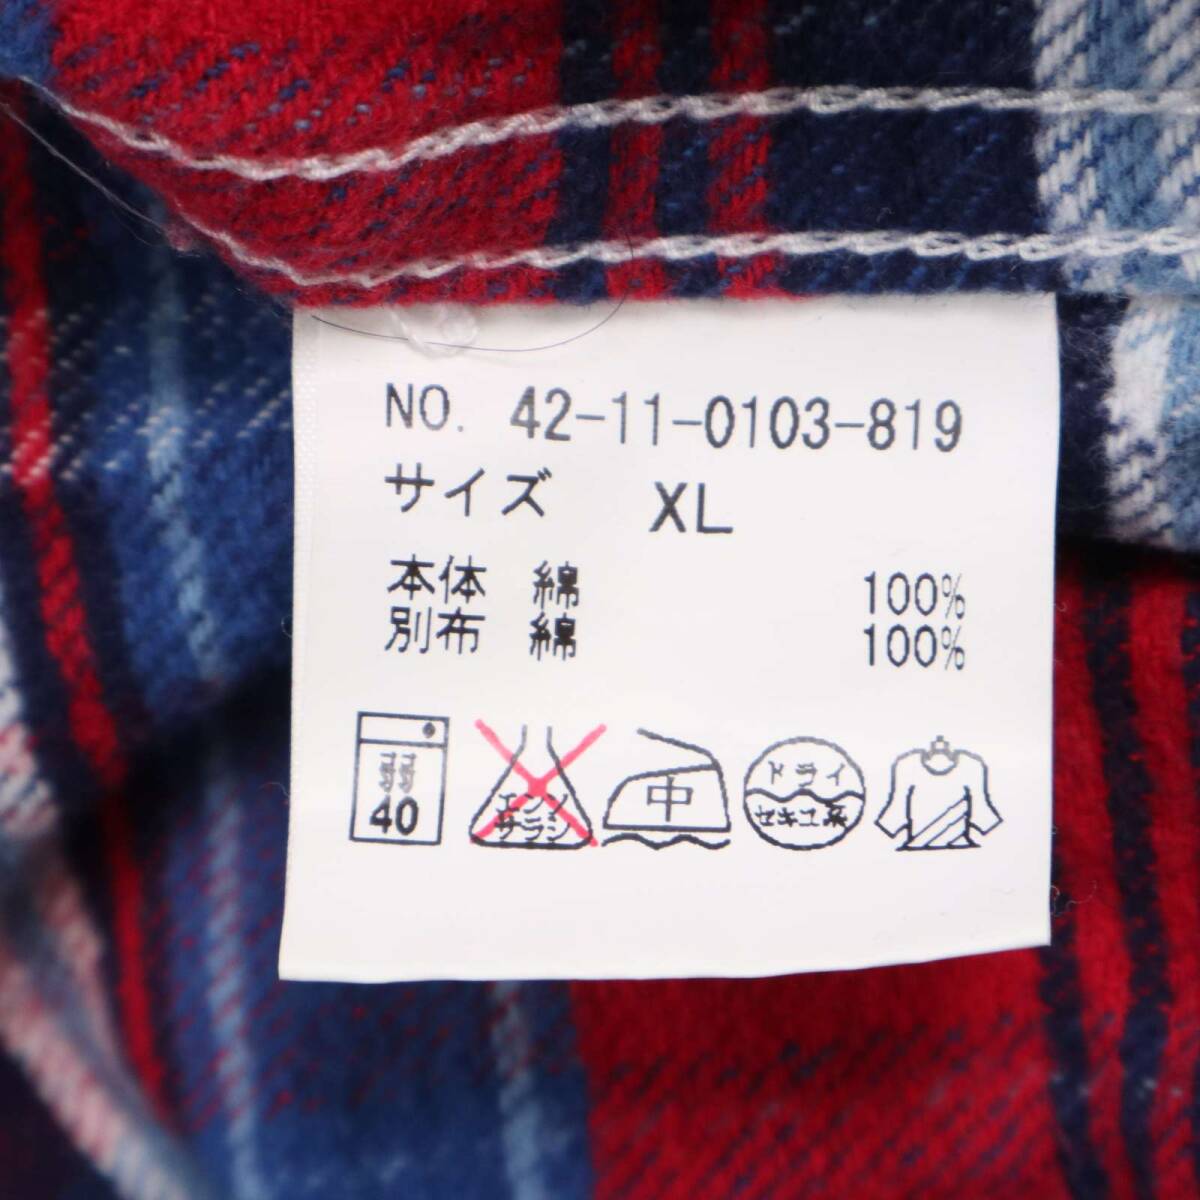 NO. 42-11-0103-819
サイズ XL
本体 綿 100%
別布 綿 100%
弱 40
エンソサラシ
中
ドライ
セキユ系